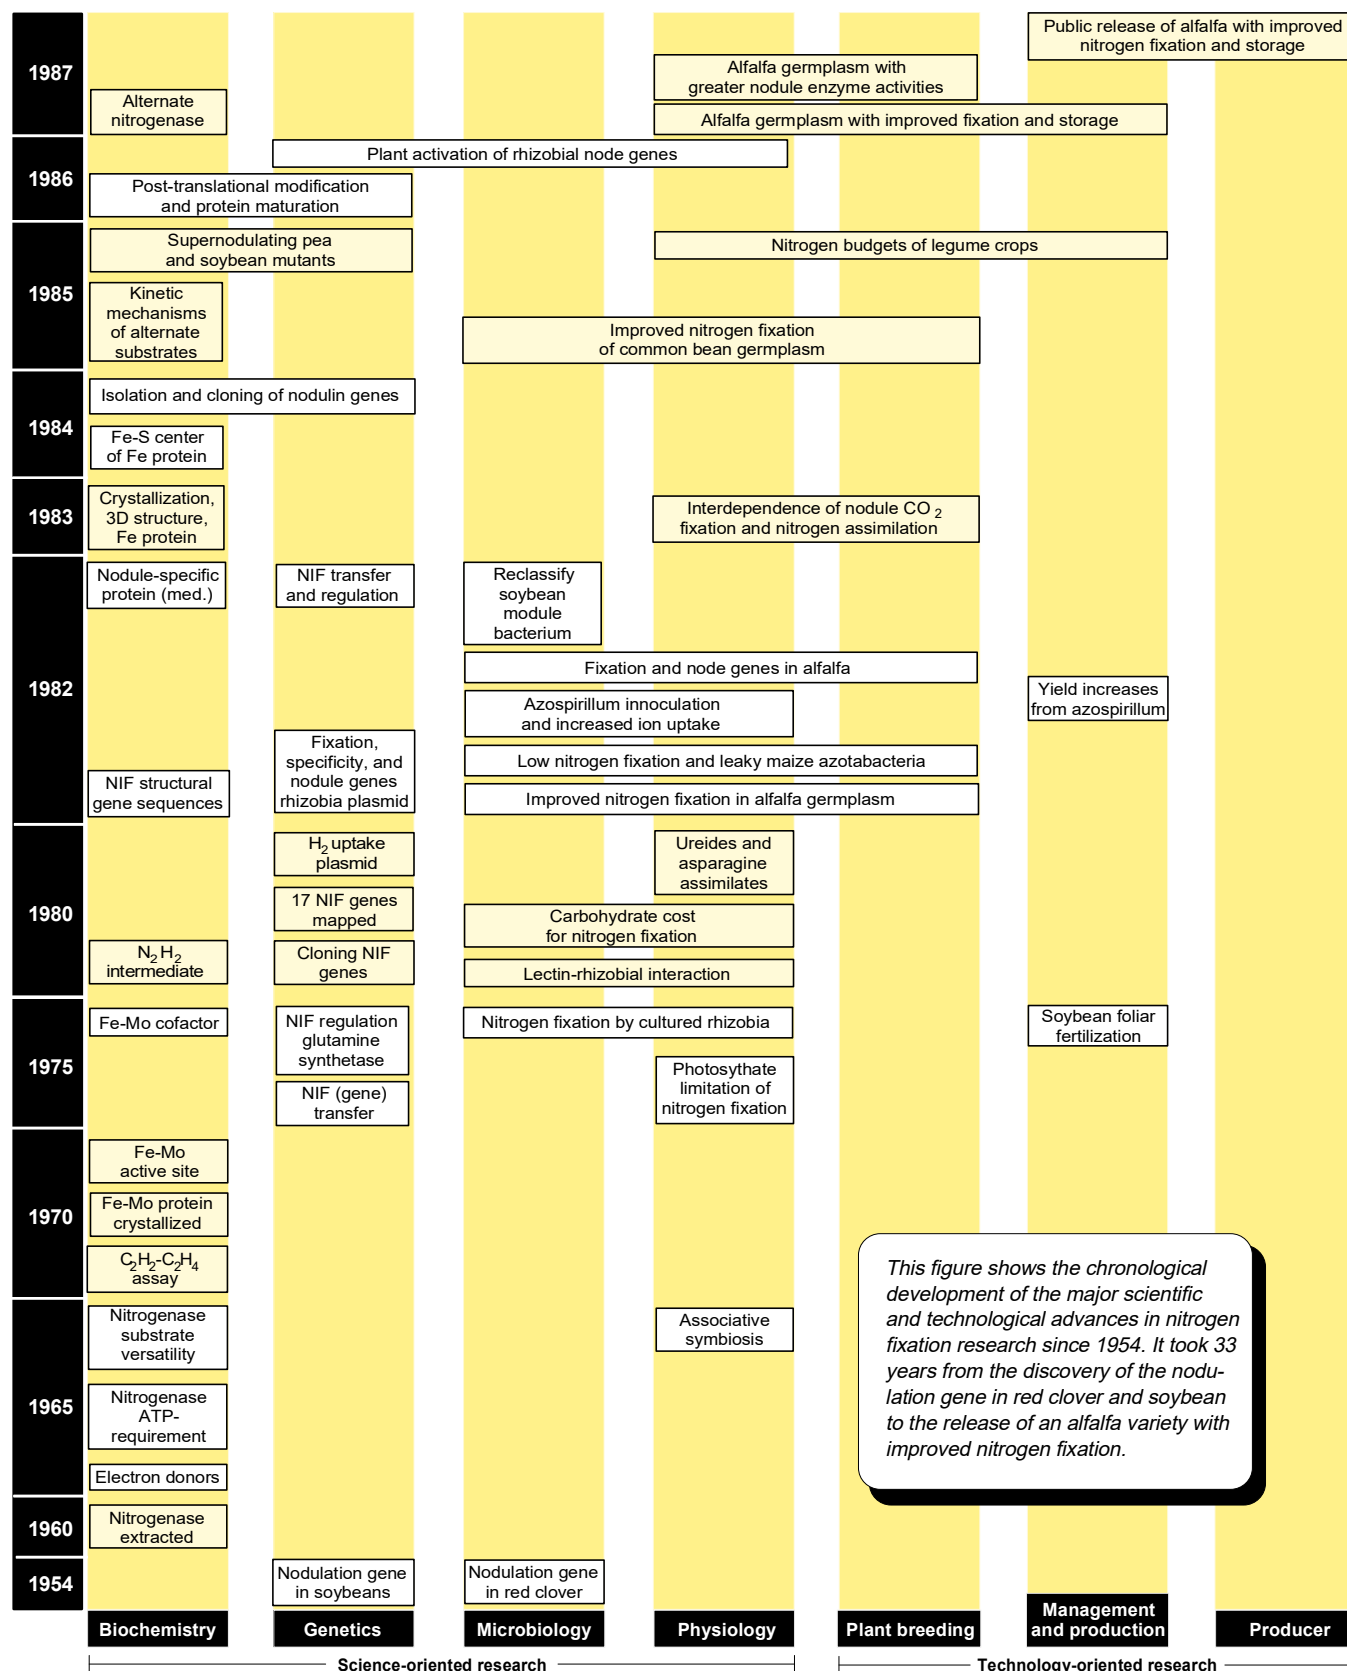 Public release of alfalfa with improved
nitrogen fixation and storage
1987
Alfalfa germplasm with
greater nodule enzyme activities
Alternate
nitrogenase
Alfalfa germplasm with improved fixation and storage
1986
Plant activation of rhizobial node genes
Post-translational modification
and protein maturation
1985
Supernodulating pea
and soybean mutants
Nitrogen budgets of legume crops
Kinetic
mechanisms
of alternate
substrates
Improved nitrogen fixation
of common bean germplasm
1984
Isolation and cloning of nodulin genes
Fe-S center
of Fe protein
1983
Crystallization,
3D structure,
Fe protein
Interdependence of nodule CO2
fixation and nitrogen assimilation
1982
Nodule-specific
protein (med.)
NIF transfer
and regulation
Reclassify
soybean
module
bacterium
Fixation and node genes in alfalfa
Azospirillum innoculation
and increased ion uptake
Yield increases
from azospirillum
Fixation,
specificity, and
nodule genes
rhizobia plasmid
Low nitrogen fixation and leaky maize azotabacteria
NIF structural
gene sequences
Improved nitrogen fixation in alfalfa germplasm
1980
H2 uptake
plasmid
Ureides and
asparagine
assimilates
17 NIF genes
mapped
Carbohydrate cost
for nitrogen fixation
N2H2
intermediate
Cloning NIF
genes
Lectin-rhizobial interaction
1975
Fe-Mo cofactor
NIF regulation
glutamine
synthetase
Nitrogen fixation by cultured rhizobia
Soybean foliar
fertilization
Photosythate
limitation of
nitrogen fixation
NIF (gene)
transfer
1970
Fe-Mo
active site
Fe-Mo protein
crystallized
C2H2-C2H4
assay
1965
Nitrogenase
substrate
versatility
Associative
symbiosis
Nitrogenase
ATP-
requirement
Electron donors
This figure shows the chronological
development of the major scientific
and technological advances in nitrogen
fixation research since 1954. It took 33
years from the discovery of the nodu-
lation gene in red clover and soybean
to the release of an alfalfa variety with
improved nitrogen fixation.
1960
Nitrogenase
extracted
1954
Nodulation gene
in soybeans
Nodulation gene
in red clover
Biochemistry
Genetics
Microbiology
Physiology
Plant breeding
Management
and production
Producer
Science-oriented research
Technology-oriented research